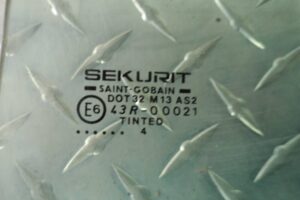 SEKURIT
SAINT-GOBAIN
DOT32 M13 AS2
E6 43R-00021
TINTED
......
4